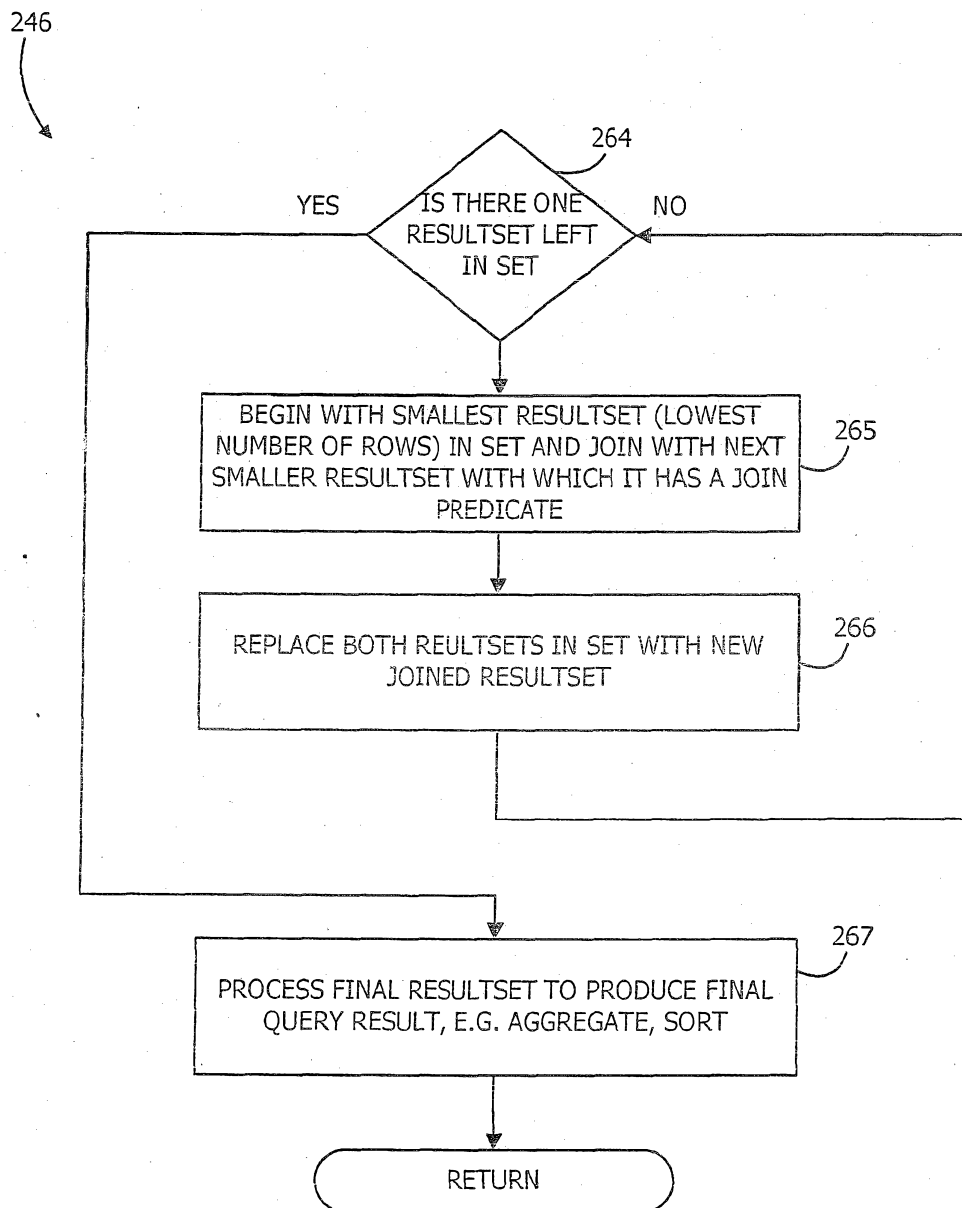 246
264
YES
IS THERE ONE
RESULTSET LEFT
IN SET
NO
BEGIN WITH SMALLEST RESULTSET (LOWEST
NUMBER OF ROWS) IN SET AND JOIN WITH NEXT
SMALLER RESULTSET WITH WHICH IT HAS A JOIN
PREDICATE
265
REPLACE BOTH REULTSETS IN SET WITH NEW
JOINED RESULTSET
266
267
PROCESS FINAL RESULTSET TO PRODUCE FINAL
QUERY RESULT, E.G. AGGREGATE, SORT
RETURN